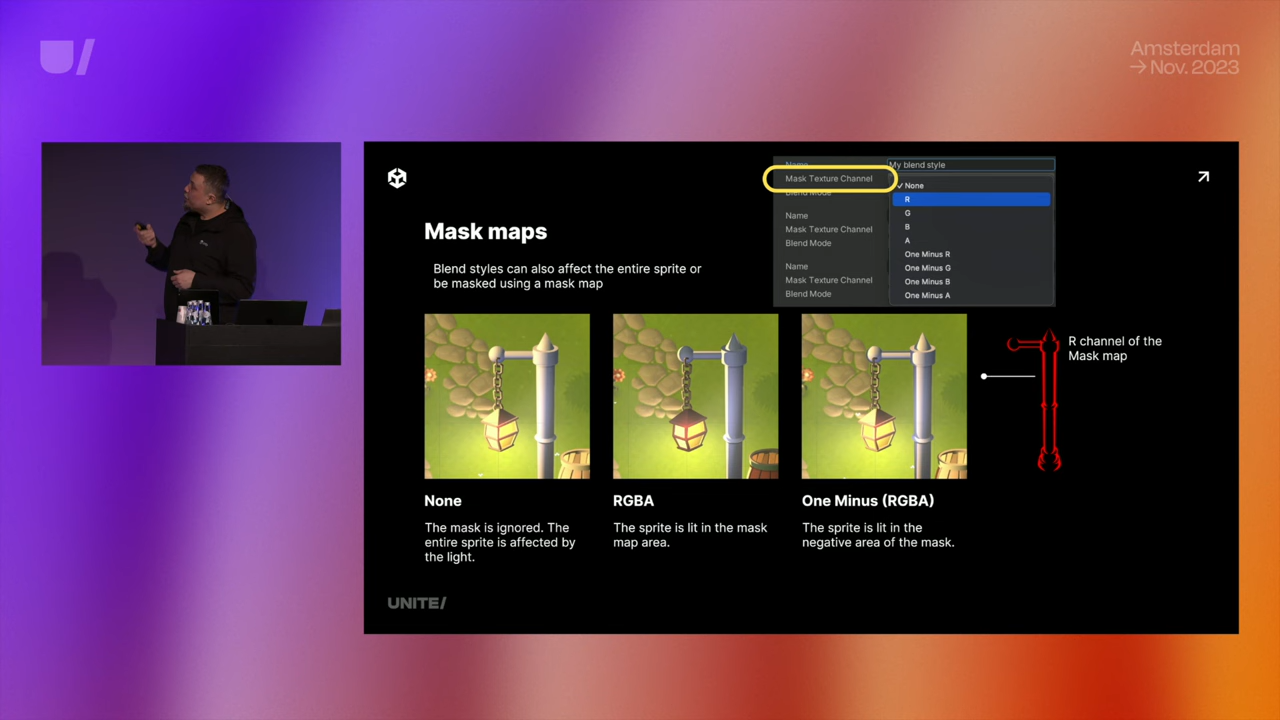 Amsterdam
→ Nov. 2023
Name
My blend style
Mask Texture Channel
✓ None
Blend Mode
R
G
Name
B
Mask Texture Channel
A
Blend Mode
One Minus R
Name
One Minus G
Mask Texture Channel
One Minus B
Blend Mode
One Minus A
Mask maps
Blend styles can also affect the entire sprite or
be masked using a mask map
R channel of the
Mask map
None
The mask is ignored. The
entire sprite is affected by
the light.
RGBA
The sprite is lit in the mask
map area.
One Minus (RGBA)
The sprite is lit in the
negative area of the mask.
UNITE/